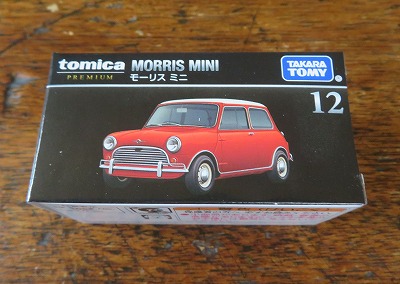 tomica
PREMIUM
MORRIS MINI
モーリス ミニ
TAKARA
TOMY
12